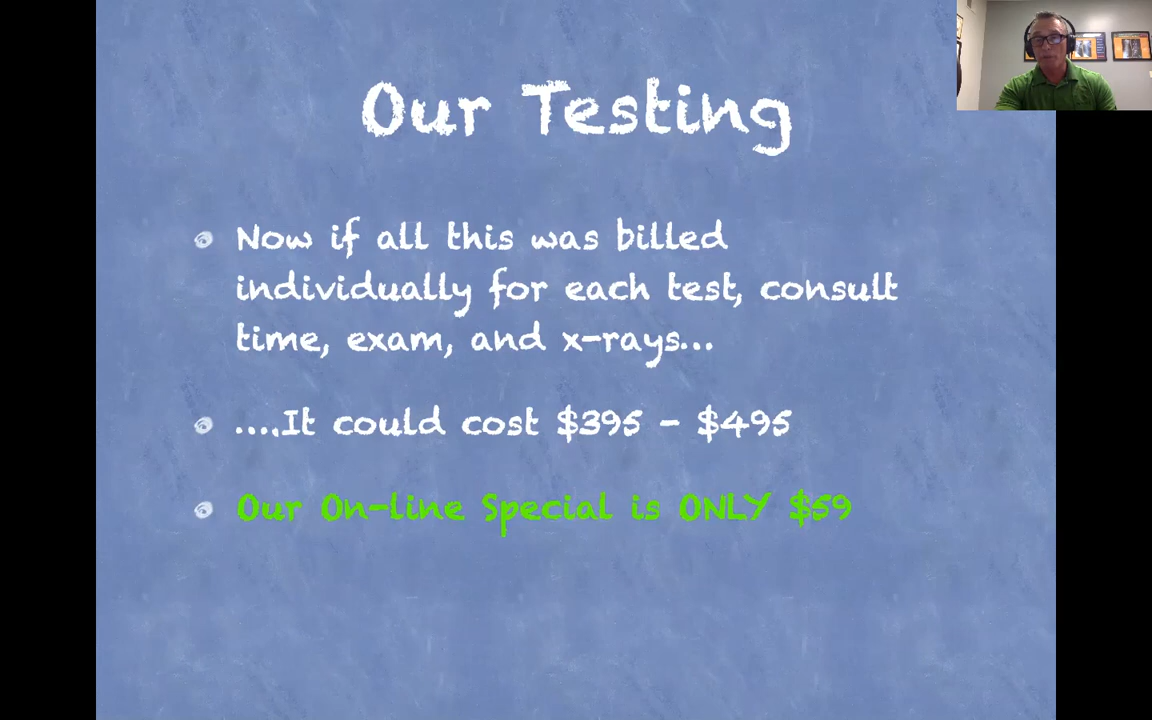 Our Testing
Now if all this was billed
individually for each test, consult
time, exam, and x-rays...
....It could cost $395 - $495
Our On-line Special is ONLY $59